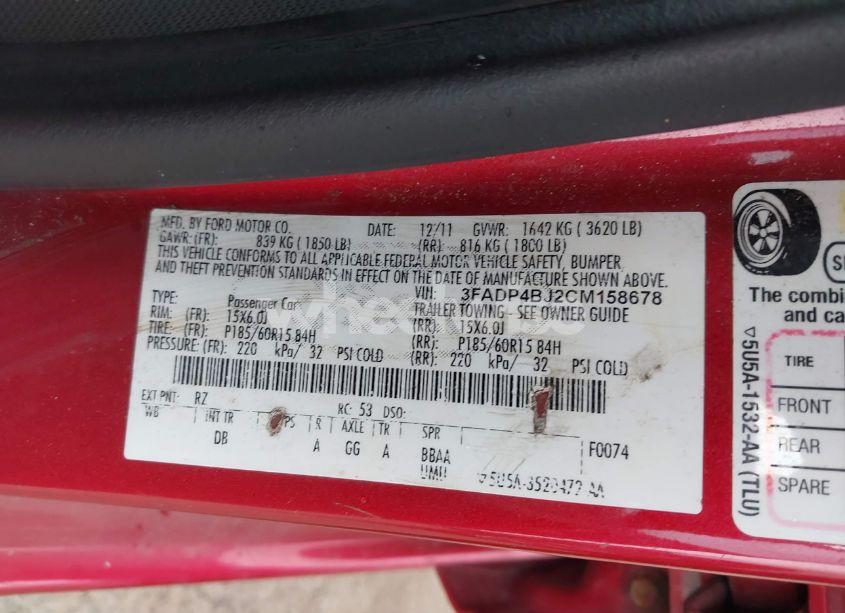 MFD. BY FORD MOTOR CO. DATE: 12/11 GVWR: 1642 KG ( 3620 LB)
GAWR: (FR): 839 KG ( 1850 LB) (RR): 816 KG ( 1800 LB)
THIS VEHICLE CONFORMS TO ALL APPLICABLE FEDERAL MOTOR VEHICLE SAFETY, BUMPER
AND THEFT PREVENTION STANDARDS IN EFFECT ON THE DATE OF MANUFACTURE SHOWN ABOVE.
VIN: 3FADP4BJ2CM158678
TYPE: Passenger Car TRAILER TOWING - SEE OWNER GUIDE
RIM: (FR): 15X6.0J (RR): 15X6.0J
TIRE: (FR): P185/60R15 84H (RR): P185/60R15 84H
PRESSURE: (FR): 220 kPa/ 32 PSI COLD (RR): 220 kPa/ 32 PSI COLD
EXT PNT: RZ RC: 53 DSO:
WB INT TR R AXLE TR SPR F0074
DB A GG A BBAA
The combi
and ca
TIRE
FRONT
REAR
SPARE
5U5A-1532-AA (TLU)